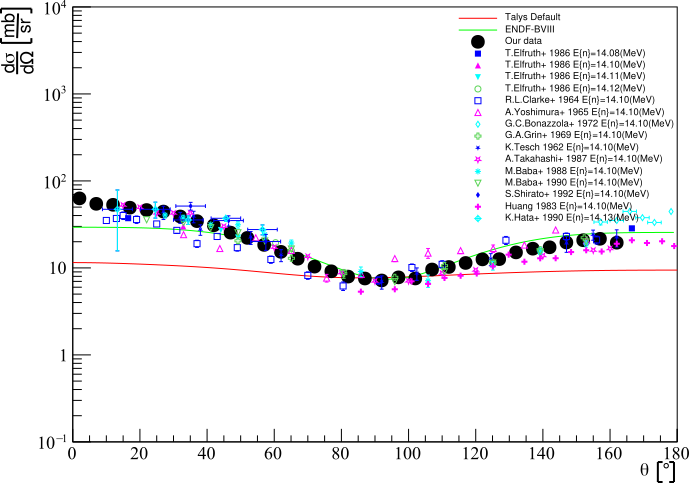 dσ/dΩ [mb/sr]
10⁴
10³
10²
10
1
10⁻¹
0 20 40 60 80 100 120 140 160 180
θ [°]
Talys Default
ENDF-BVIII
Our data
T.Elfruth+ 1986 E{n}=14.08(MeV)
T.Elfruth+ 1986 E{n}=14.10(MeV)
T.Elfruth+ 1986 E{n}=14.11(MeV)
T.Elfruth+ 1986 E{n}=14.12(MeV)
R.L.Clarke+ 1964 E{n}=14.10(MeV)
A.Yoshimura+ 1965 E{n}=14.10(MeV)
G.C.Bonazzola+ 1972 E{n}=14.10(MeV)
G.A.Grin+ 1969 E{n}=14.10(MeV)
K.Tesch 1962 E{n}=14.10(MeV)
A.Takahashi+ 1987 E{n}=14.10(MeV)
M.Baba+ 1988 E{n}=14.10(MeV)
M.Baba+ 1990 E{n}=14.10(MeV)
S.Shirato+ 1992 E{n}=14.10(MeV)
Huang 1983 E{n}=14.10(MeV)
K.Hata+ 1990 E{n}=14.13(MeV)